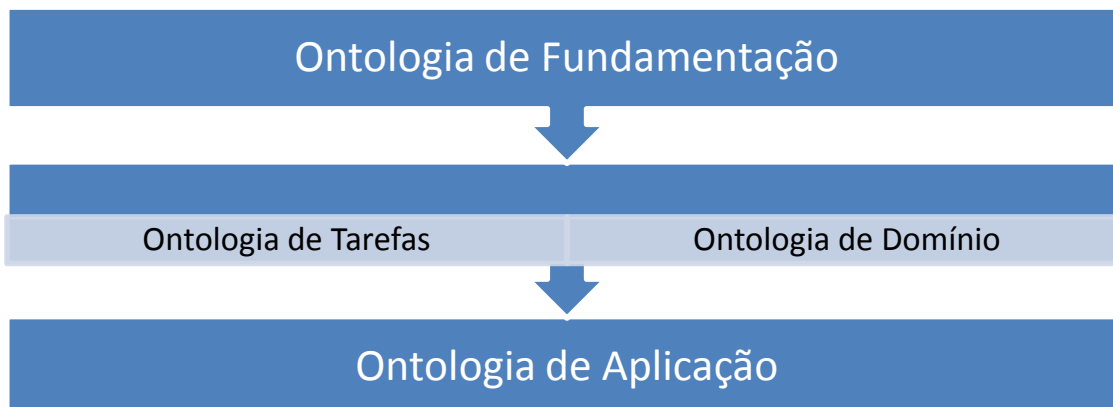 Ontologia de Fundamentação
Ontologia de Tarefas
Ontologia de Domínio
Ontologia de Aplicação